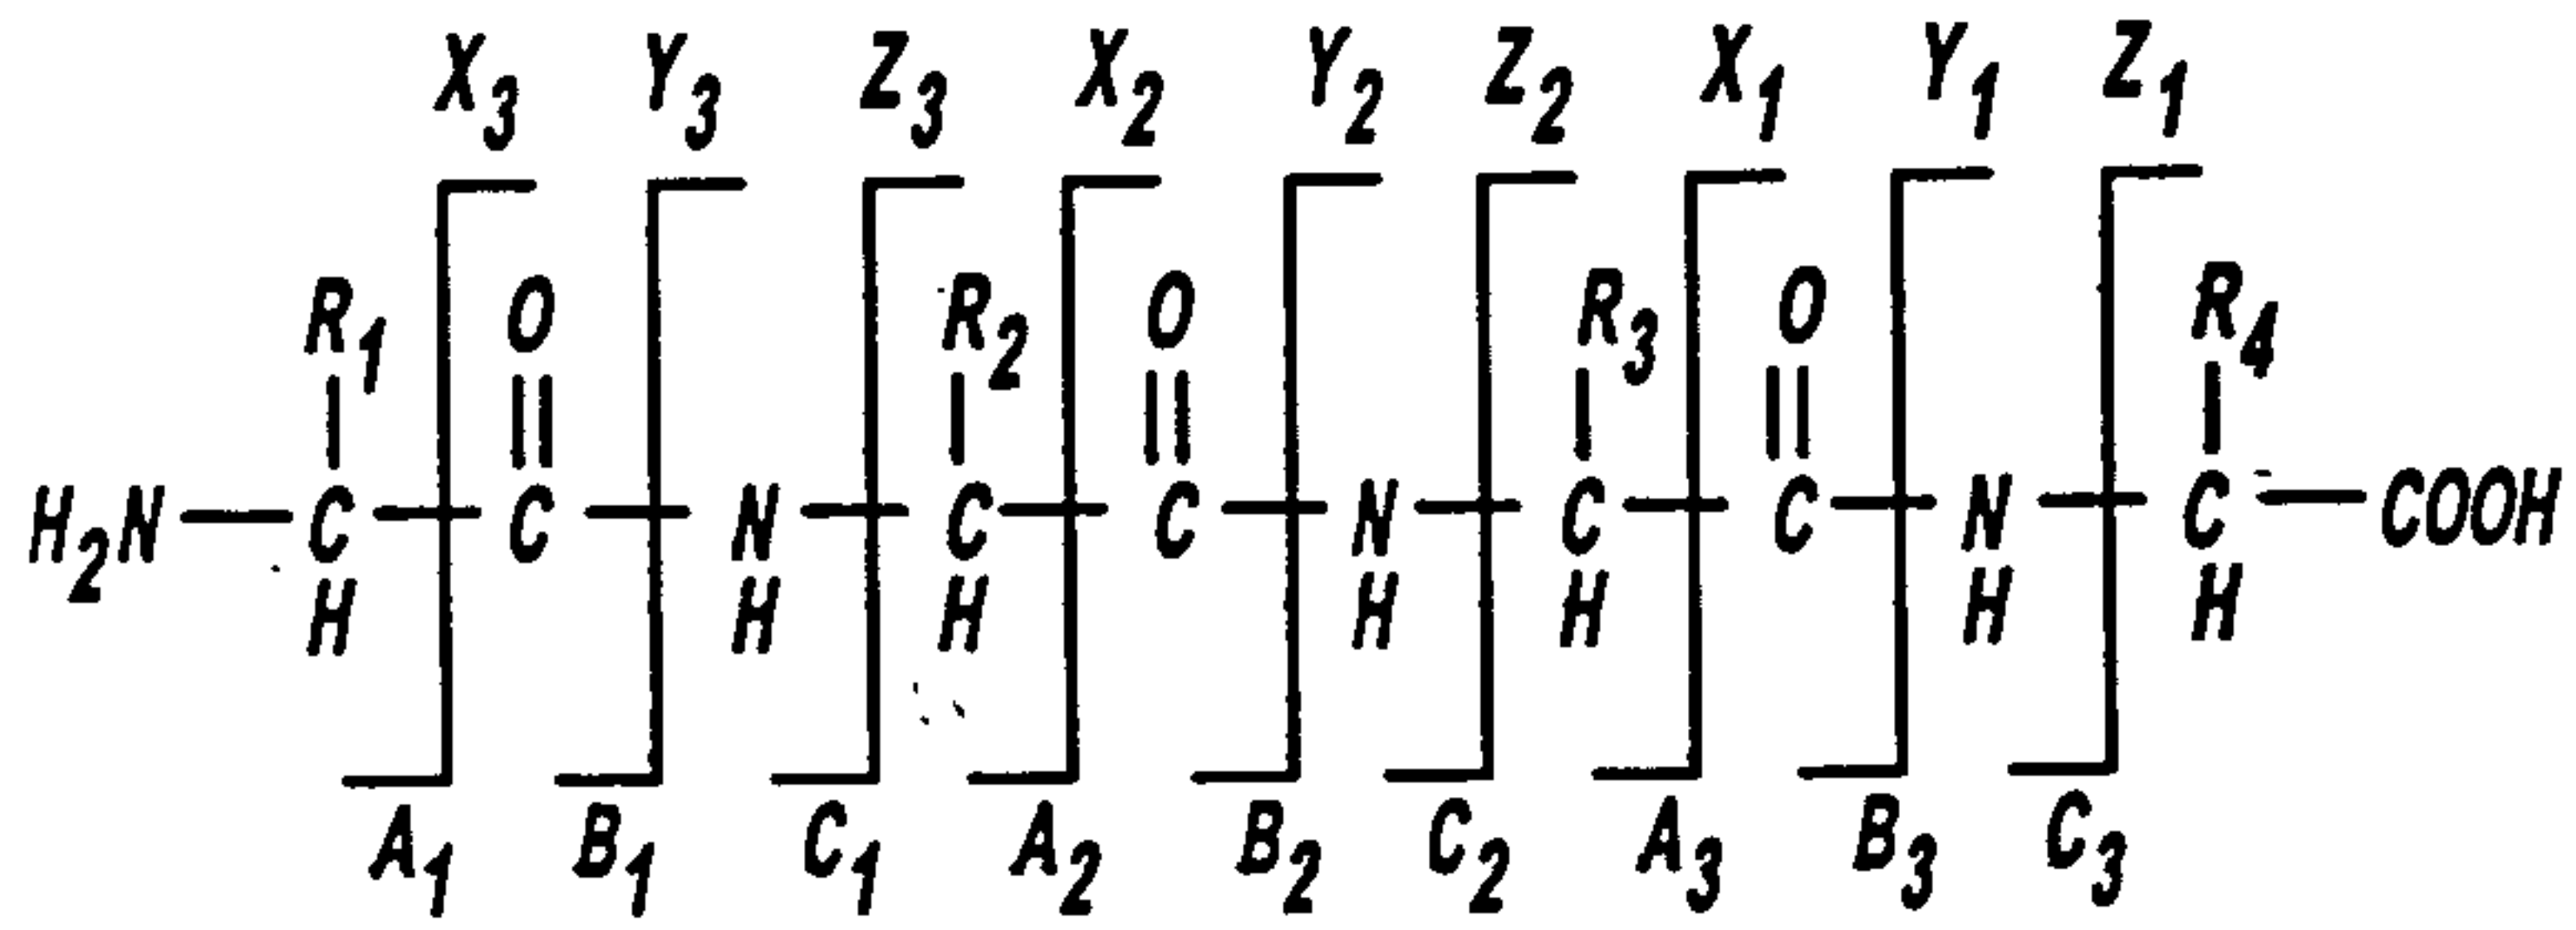 X3 Y3 Z3 X2 Y2 Z2 X1 Y1 Z1
R1 O R2 O R3 O R4
H2N C C N C C N C C N C COOH
H H H H H H H
A1 B1 C1 A2 B2 C2 A3 B3 C3